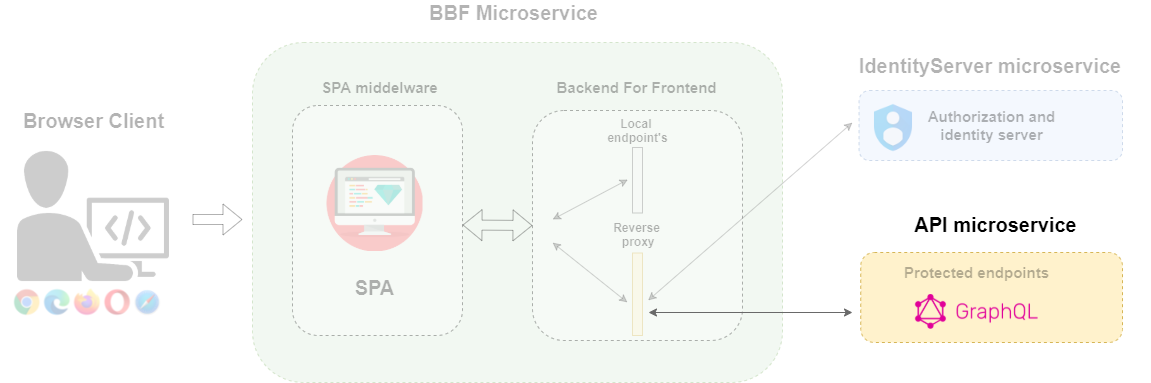 BBF Microservice
IdentityServer microservice
SPA middelware
Backend For Frontend
Browser Client
Local
endpoint's
Authorization and
identity server
Reverse
proxy
API microservice
Protected endpoints
SPA
GraphQL